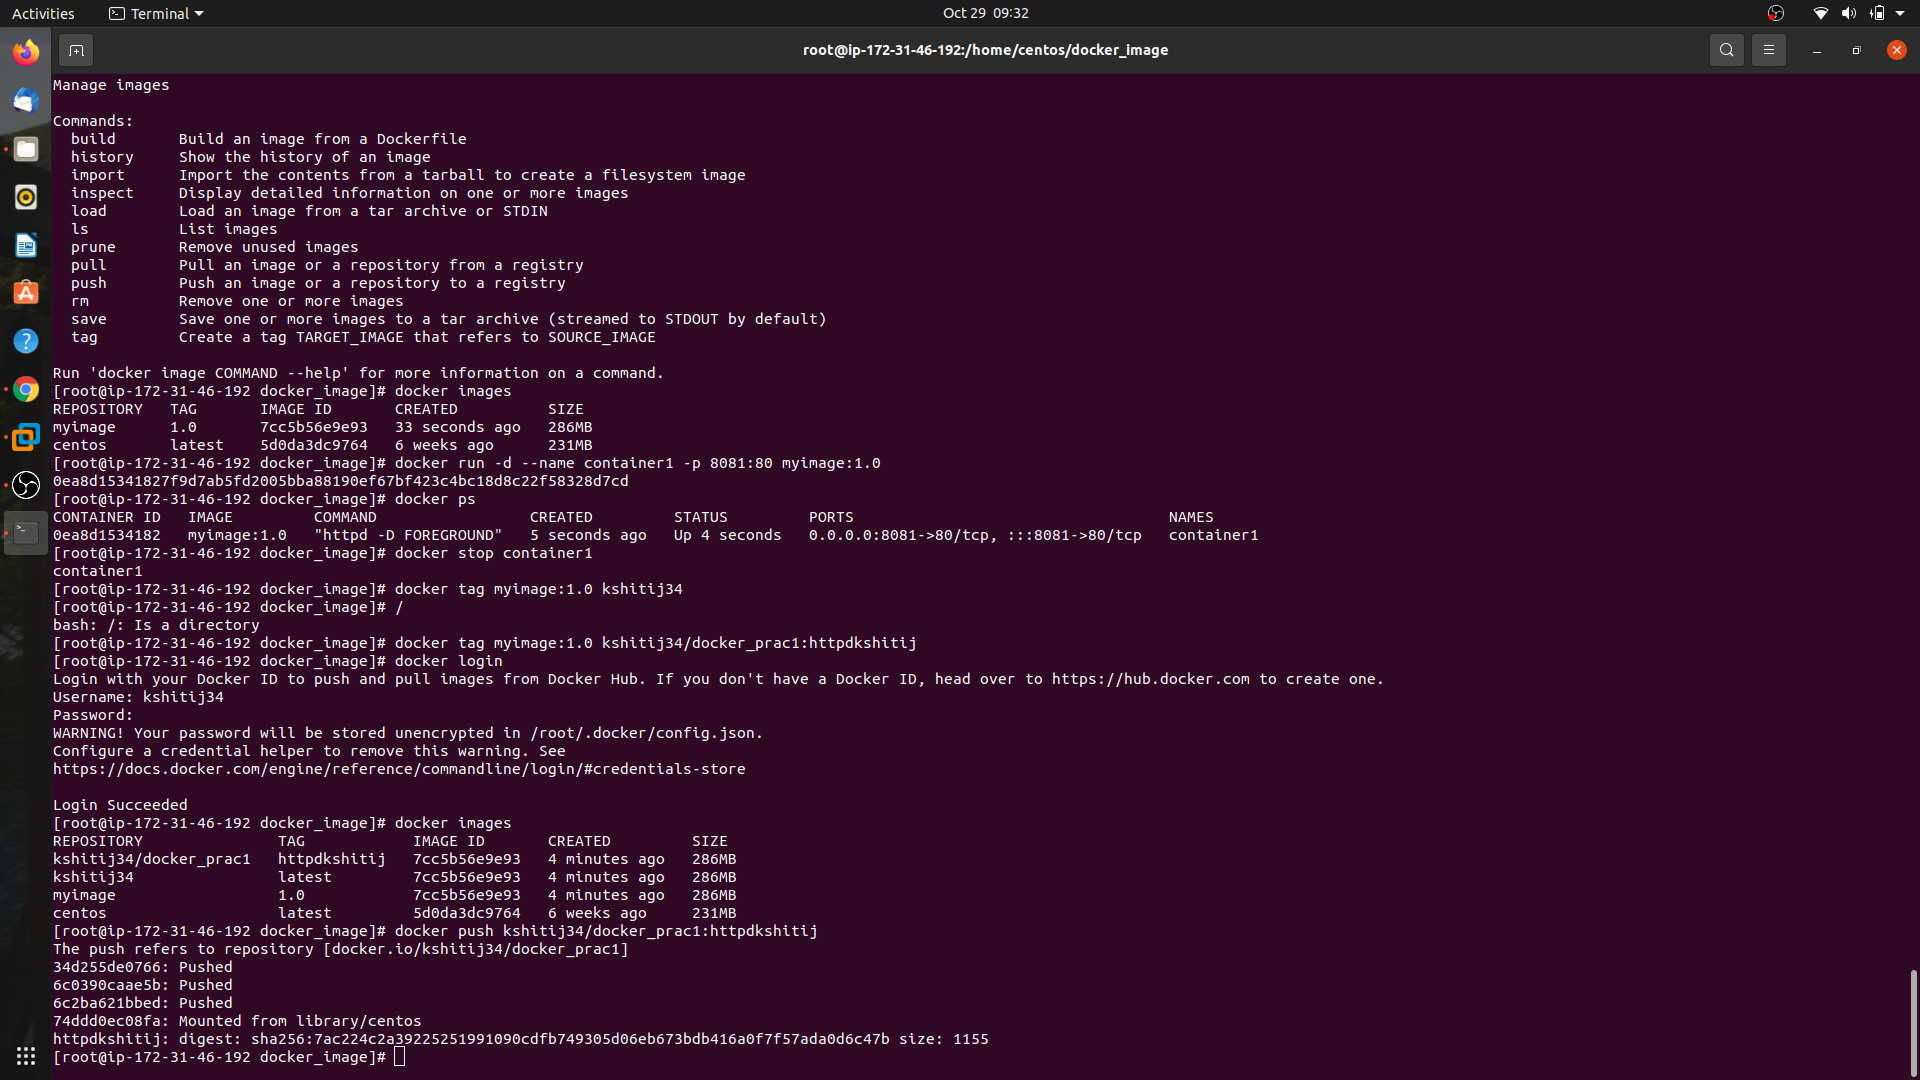 Activities
Terminal
Oct 29 09:32
root@ip-172-31-46-192:/home/centos/docker_image
Manage images
Commands:
  build       Build an image from a Dockerfile
  history     Show the history of an image
  import      Import the contents from a tarball to create a filesystem image
  inspect     Display detailed information on one or more images
  load        Load an image from a tar archive or STDIN
  ls          List images
  prune       Remove unused images
  pull        Pull an image or a repository from a registry
  push        Push an image or a repository to a registry
  rm          Remove one or more images
  save        Save one or more images to a tar archive (streamed to STDOUT by default)
  tag         Create a tag TARGET_IMAGE that refers to SOURCE_IMAGE
Run 'docker image COMMAND --help' for more information on a command.
[root@ip-172-31-46-192 docker_image]# docker images
REPOSITORY   TAG       IMAGE ID       CREATED          SIZE
myimage      1.0       7cc5b56e9e93   33 seconds ago   286MB
centos       latest    5d0da3dc9764   6 weeks ago      231MB
[root@ip-172-31-46-192 docker_image]# docker run -d --name container1 -p 8081:80 myimage:1.0
0ea8d15341827f9d7ab5fd2005bba88190ef67bf423c4bc18d8c22f58328d7cd
[root@ip-172-31-46-192 docker_image]# docker ps
CONTAINER ID   IMAGE         COMMAND                 CREATED         STATUS         PORTS                                   NAMES
0ea8d1534182   myimage:1.0   "httpd -D FOREGROUND"   5 seconds ago   Up 4 seconds   0.0.0.0:8081->80/tcp, :::8081->80/tcp   container1
[root@ip-172-31-46-192 docker_image]# docker stop container1
container1
[root@ip-172-31-46-192 docker_image]# docker tag myimage:1.0 kshitij34
[root@ip-172-31-46-192 docker_image]# /
bash: /: Is a directory
[root@ip-172-31-46-192 docker_image]# docker tag myimage:1.0 kshitij34/docker_prac1:httpdkshitij
[root@ip-172-31-46-192 docker_image]# docker login
Login with your Docker ID to push and pull images from Docker Hub. If you don't have a Docker ID, head over to https://hub.docker.com to create one.
Username: kshitij34
Password:
WARNING! Your password will be stored unencrypted in /root/.docker/config.json.
Configure a credential helper to remove this warning. See
https://docs.docker.com/engine/reference/commandline/login/#credentials-store
Login Succeeded
[root@ip-172-31-46-192 docker_image]# docker images
REPOSITORY               TAG            IMAGE ID       CREATED         SIZE
kshitij34/docker_prac1   httpdkshitij   7cc5b56e9e93   4 minutes ago   286MB
kshitij34                latest         7cc5b56e9e93   4 minutes ago   286MB
myimage                  1.0            7cc5b56e9e93   4 minutes ago   286MB
centos                   latest         5d0da3dc9764   6 weeks ago     231MB
[root@ip-172-31-46-192 docker_image]# docker push kshitij34/docker_prac1:httpdkshitij
The push refers to repository [docker.io/kshitij34/docker_prac1]
34d255de0766: Pushed
6c0390caae5b: Pushed
6c2ba621bbed: Pushed
74ddd0ec08fa: Mounted from library/centos
httpdkshitij: digest: sha256:7ac224c2a39225251991090cdfb749305d06eb673bdb416a0f7f57ada0d6c47b size: 1155
[root@ip-172-31-46-192 docker_image]#